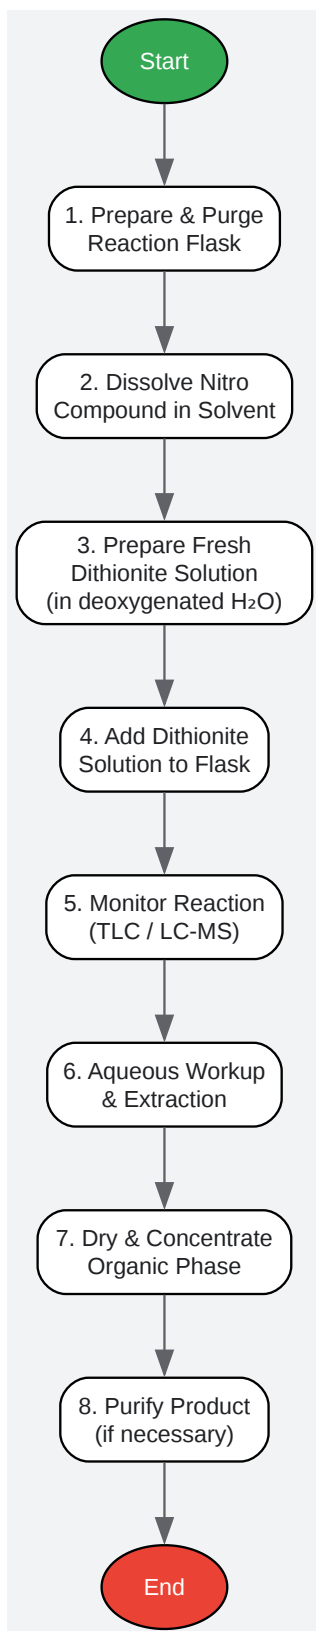 Start
1. Prepare & Purge
Reaction Flask
2. Dissolve Nitro
Compound in Solvent
3. Prepare Fresh
Dithionite Solution
(in deoxygenated H₂O)
4. Add Dithionite
Solution to Flask
5. Monitor Reaction
(TLC / LC-MS)
6. Aqueous Workup
& Extraction
7. Dry & Concentrate
Organic Phase
8. Purify Product
(if necessary)
End